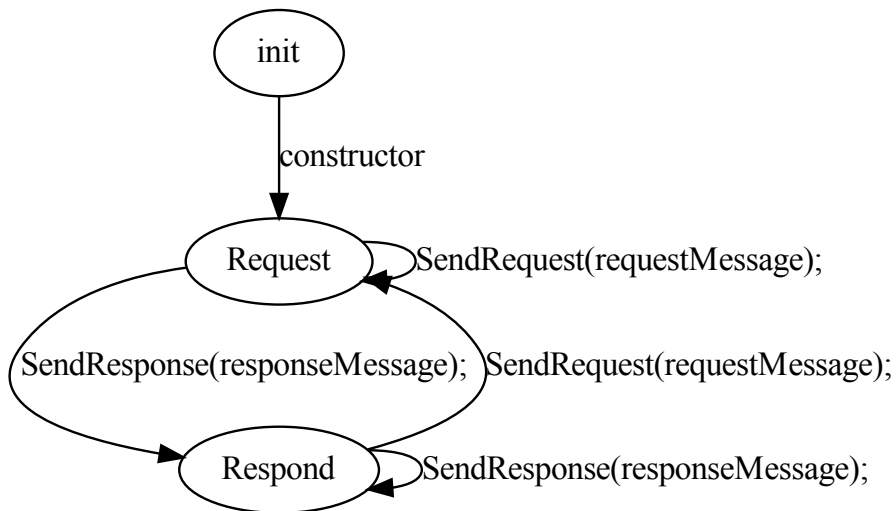 init
constructor
Request
SendRequest(requestMessage);
SendResponse(responseMessage);
SendRequest(requestMessage);
Respond
SendResponse(responseMessage);